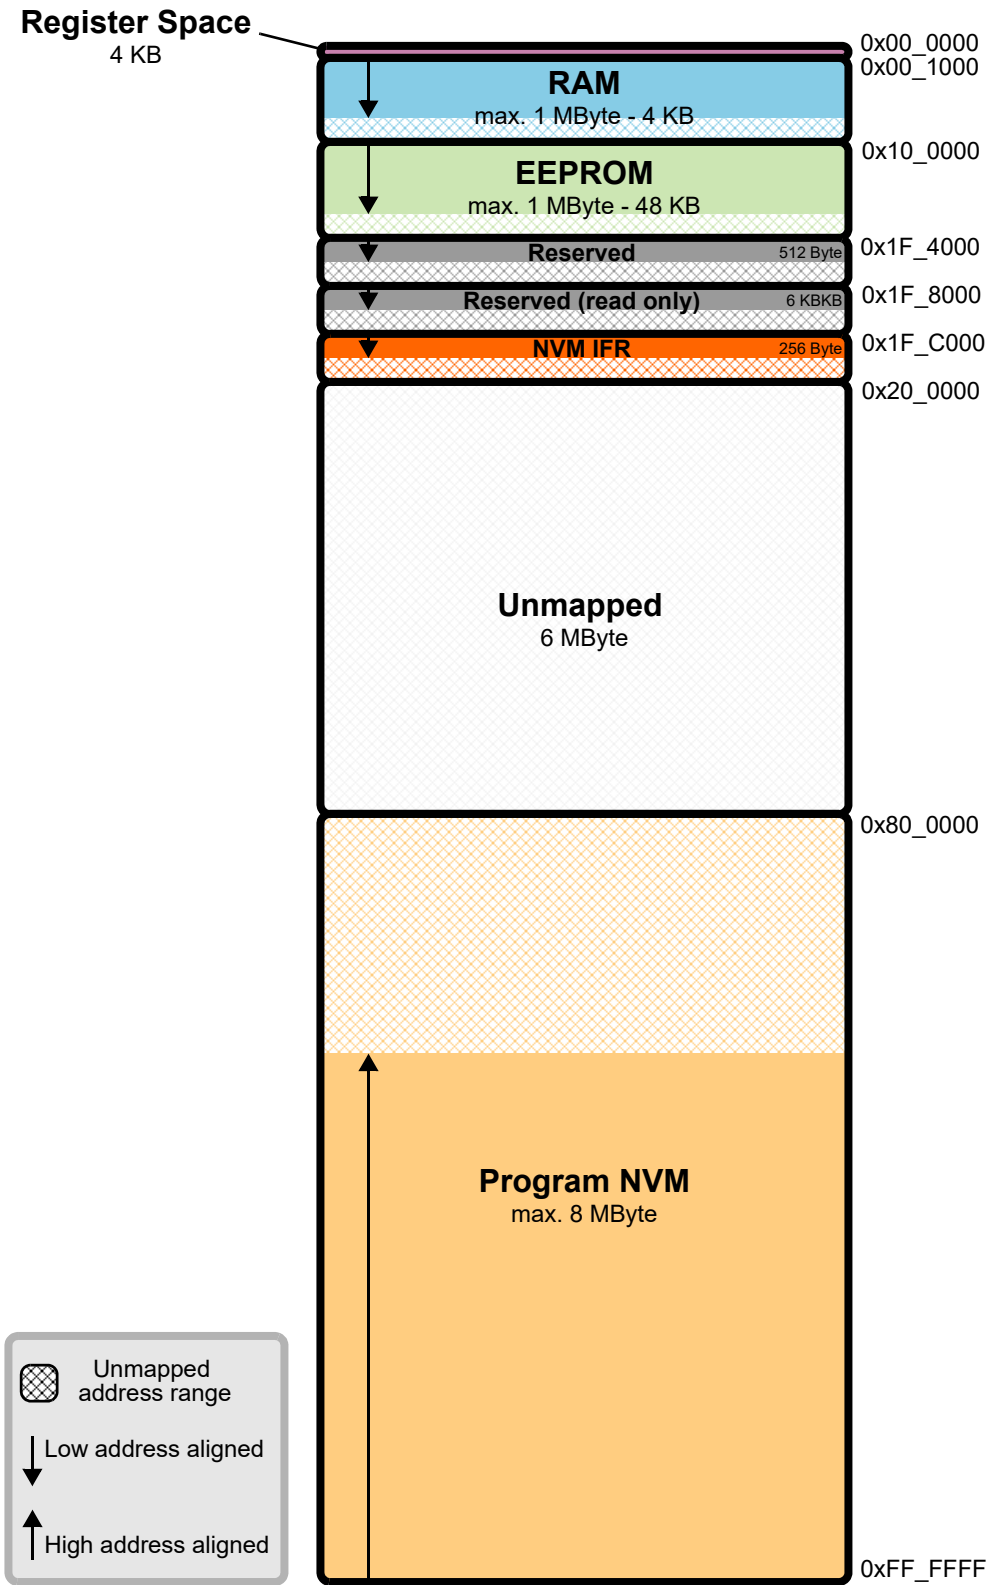 Register Space
4 KB
0x00_0000
0x00_1000
RAM
max. 1 MByte - 4 KB
0x10_0000
EEPROM
max. 1 MByte - 48 KB
0x1F_4000
Reserved
512 Byte
0x1F_8000
Reserved (read only)
6 KBKB
0x1F_C000
NVM IFR
256 Byte
0x20_0000
Unmapped
6 MByte
0x80_0000
Program NVM
max. 8 MByte
Unmapped
address range
Low address aligned
High address aligned
0xFF_FFFF